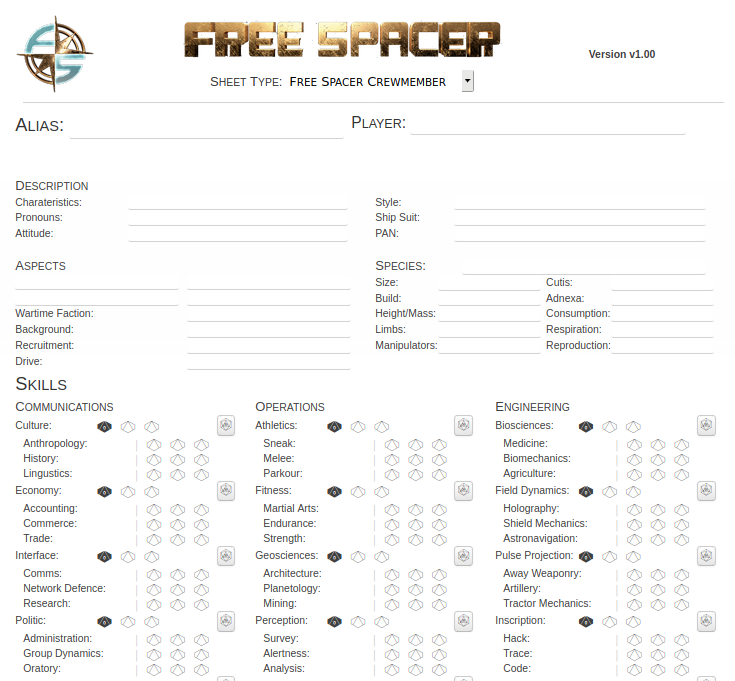 FS
FREE SPACER
Version v1.00
SHEET TYPE: FREE SPACER CREWMEMBER
ALIAS: PLAYER:
DESCRIPTION
Charateristics: Style:
Pronouns: Ship Suit:
Attitude: PAN:
ASPECTS SPECIES:
Size: Cutis:
Build: Adnexa:
Wartime Faction: Height/Mass: Consumption:
Background: Limbs: Respiration:
Recruitment: Manipulators: Reproduction:
Drive:
SKILLS
COMMUNICATIONS OPERATIONS ENGINEERING
Culture: Athletics: Biosciences:
Anthropology: Sneak: Medicine:
History: Melee: Biomechanics:
Lingustics: Parkour: Agriculture:
Economy: Fitness: Field Dynamics:
Accounting: Martial Arts: Holography:
Commerce: Endurance: Shield Mechanics:
Trade: Strength: Astronavigation:
Interface: Geosciences: Pulse Projection:
Comms: Architecture: Away Weaponry:
Network Defence: Planetology: Artillery:
Research: Mining: Tractor Mechanics:
Politic: Perception: Inscription:
Administration: Survey: Hack:
Group Dynamics: Alertness: Trace:
Oratory: Analysis: Code: